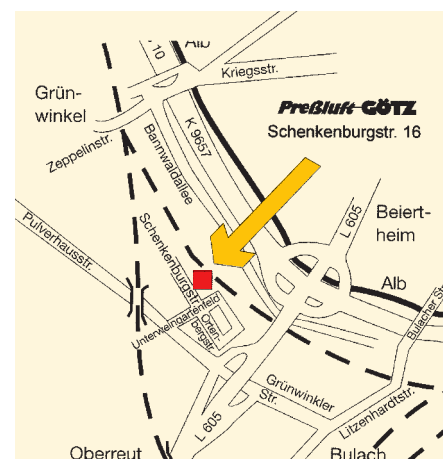 10
Alb
Kriegsstr.
Grün-
winkel
Preßluft GÖTZ
Schenkenburgstr. 16
Zeppelinstr.
Bannwaldallee
K 9657
Pulverhausstr.
Schenkenburgstr.
L 605
Beiert-
heim
Alb
Unterweingartenfeld
Orten-
bergstr.
Bulacher Str.
Grünwinkler
Str.
Litzenhardtstr.
L 605
Oberreut
Bulach